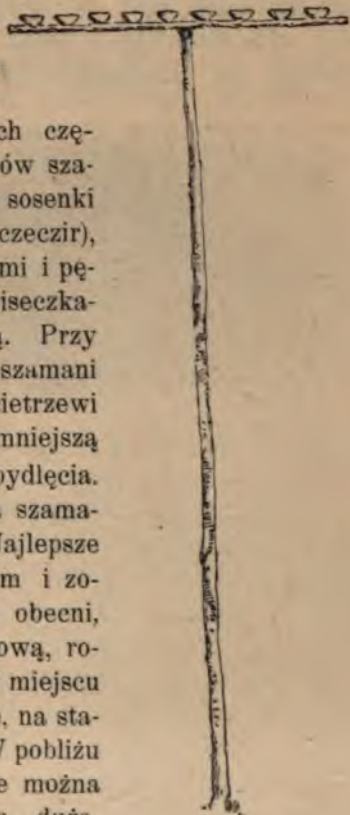 ch czę-
ów sza-
sosenki
czeczir),
mi i pę-
iseczka-
ą. Przy
szamani
ietrzewi
mniejszą
bydlęcia.
szama-
Najlepsze
m i zo-
obecni,
ową, ro-
miejscu
, na sta-
W pobliżu
e można